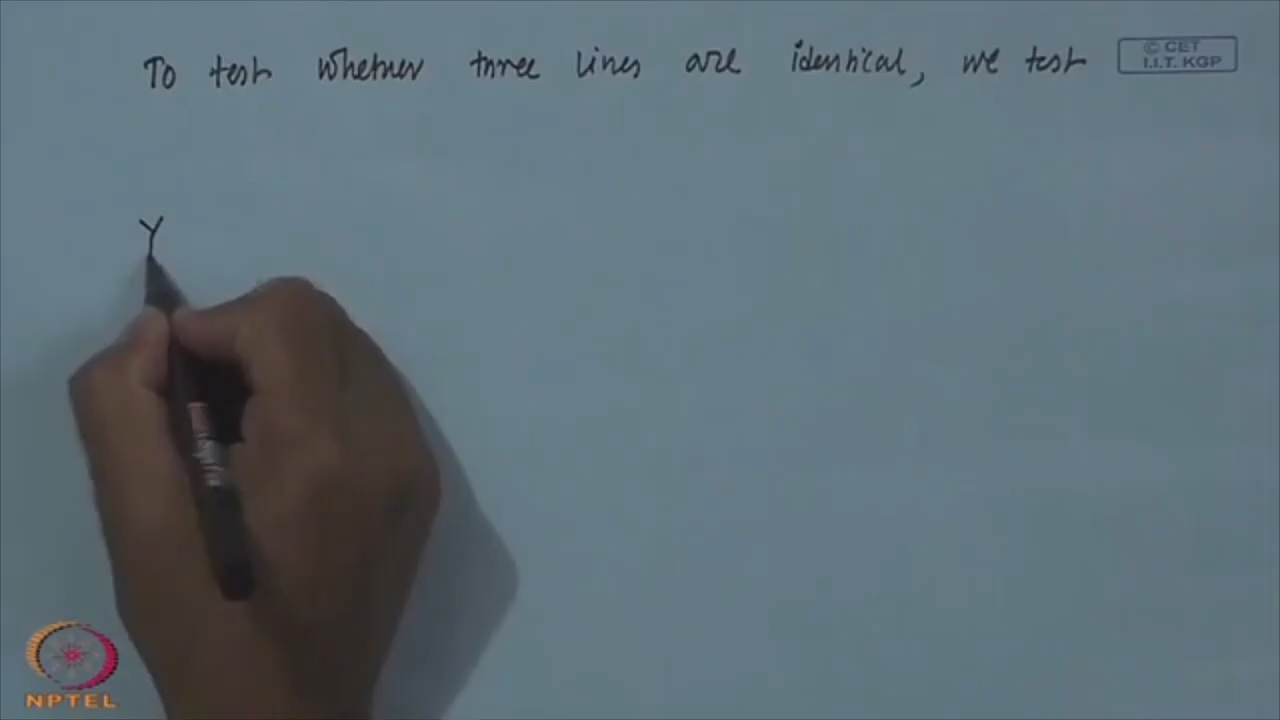 To test whether three lines are identical, we test
© CET
I.I.T. KGP
Y
NPTEL